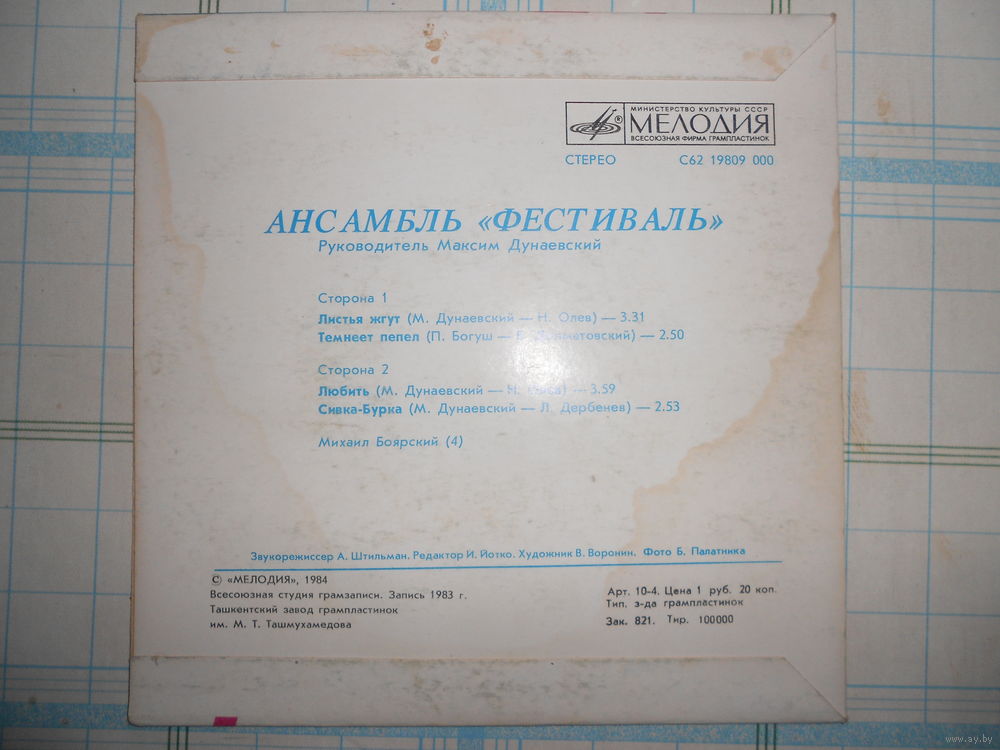 МИНИСТЕРСТВО КУЛЬТУРЫ СССР
МЕЛОДИЯ
ВСЕСОЮЗНАЯ ФИРМА ГРАМПЛАСТИНОК
СТЕРЕО С62 19809 000
АНСАМБЛЬ «ФЕСТИВАЛЬ»
Руководитель Максим Дунаевский
Сторона 1
Листья жгут (М. Дунаевский — Н. Олев) — 3.31
Темнеет пепел (П. Богуш — — 2.50
Сторона 2
Любить (М. Дунаевский — — 3.59
Сивка-Бурка (М. Дунаевский — Л. Дербенев) — 2.53
Михаил Боярский (4)
Звукорежиссер А. Штильман. Редактор И. Йотко. Художник В. Воронин. Фото Б. Палатника
© «МЕЛОДИЯ», 1984
Всесоюзная студия грамзаписи. Запись 1983 г.
Ташкентский завод грампластинок
им. М. Т. Ташмухамедова
Арт. 10-4. Цена 1 руб. 20 коп.
Тип. з-да грампластинок
Зак. 821. Тир. 100000
www.ay.by